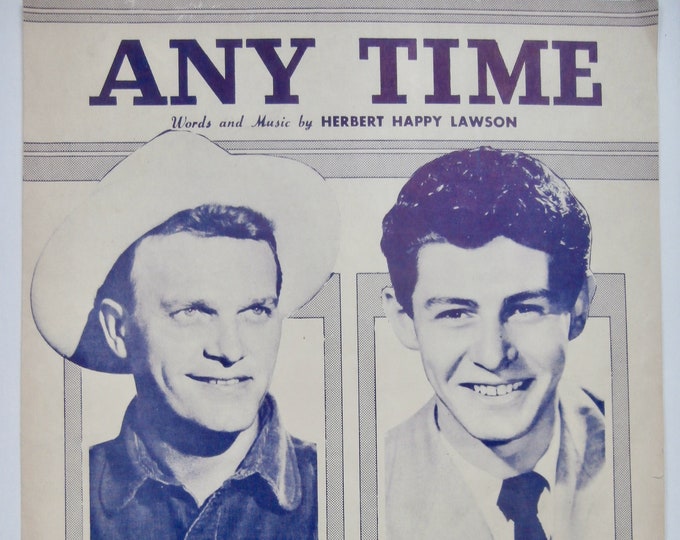 ANY TIME
Words and Music by HERBERT HAPPY LAWSON